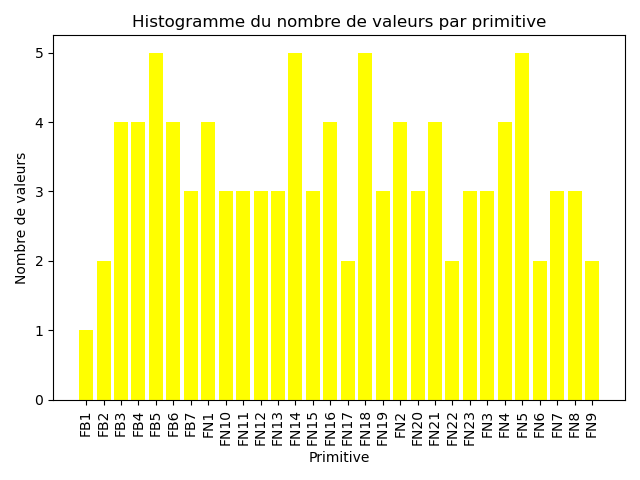 Histogramme du nombre de valeurs par primitive
Nombre de valeurs
5
4
3
2
1
0
FB1 FB2 FB3 FB4 FB5 FB6 FB7 FN1 FN10 FN11 FN12 FN13 FN14 FN15 FN16 FN17 FN18 FN19 FN2 FN20 FN21 FN22 FN23 FN3 FN4 FN5 FN6 FN7 FN8 FN9
Primitive